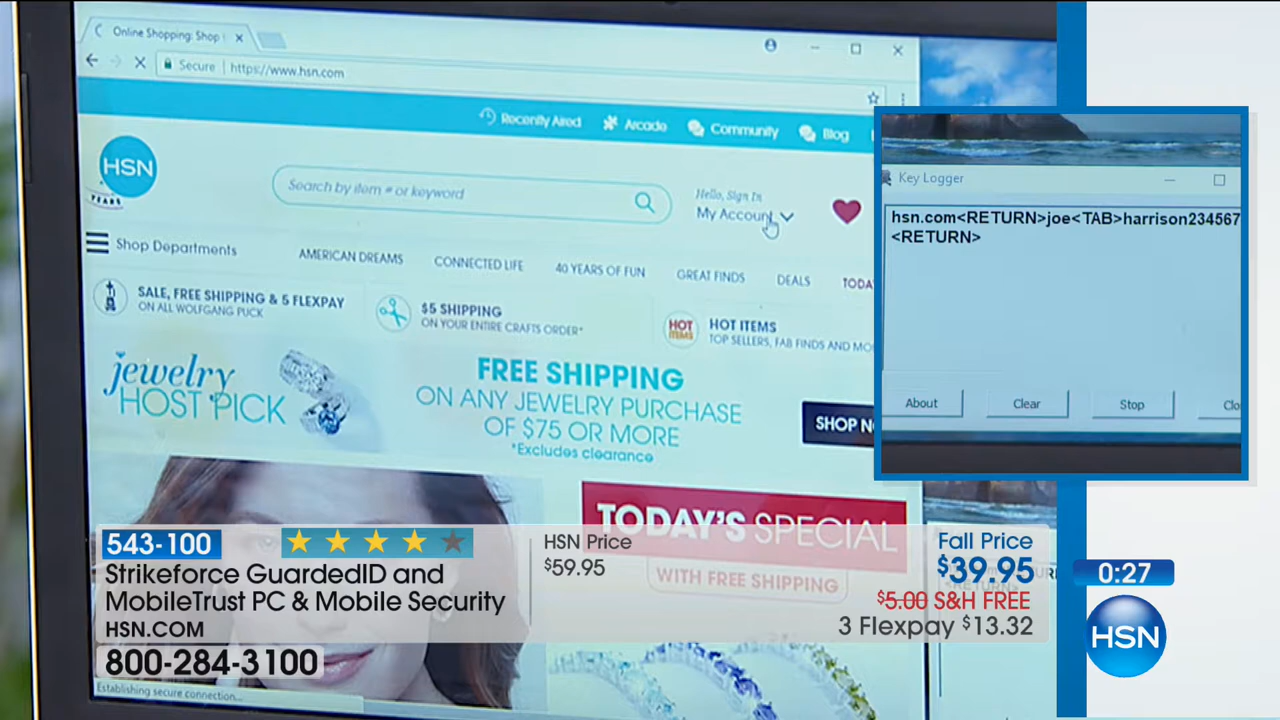 Online Shopping: Shop
Secure
https://www.hsn.com
Recently Aired
Arcade
Community
Blog
HSN
YEARS
Search by item # or keyword
Hello, Sign In
My Account
Shop Departments
AMERICAN DREAMS
CONNECTED LIFE
40 YEARS OF FUN
GREAT FINDS
DEALS
TODA
SALE, FREE SHIPPING & 5 FLEXPAY
ON ALL WOLFGANG PUCK
$5 SHIPPING
ON YOUR ENTIRE CRAFTS ORDER*
HOT
ITEMS
HOT ITEMS
TOP SELLERS, FAB FINDS AND MO
jewelry
HOST PICK
FREE SHIPPING
ON ANY JEWELRY PURCHASE
OF $75 OR MORE
*Excludes clearance
SHOP N
Key Logger
hsn.com<RETURN>joe<TAB>harrison234567
<RETURN>
About
Clear
Stop
Clo
TODAY'S SPECIAL
WITH FREE SHIPPING
543-100
Strikeforce GuardedID and
MobileTrust PC & Mobile Security
HSN.COM
800-284-3100
HSN Price
$59.95
Fall Price
$39.95
$5.00 S&H FREE
3 Flexpay $13.32
0:27
HSN
Establishing secure connection...